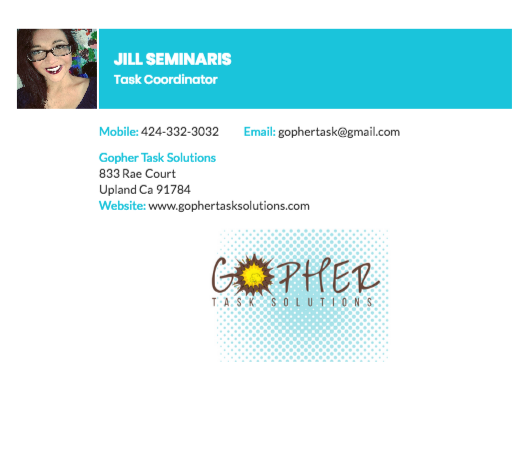 JILL SEMINARIS
Task Coordinator
Mobile: 424-332-3032 Email: gophertask@gmail.com
Gopher Task Solutions
833 Rae Court
Upland Ca 91784
Website: www.gophertasksolutions.com
GOPHER
TASK SOLUTIONS